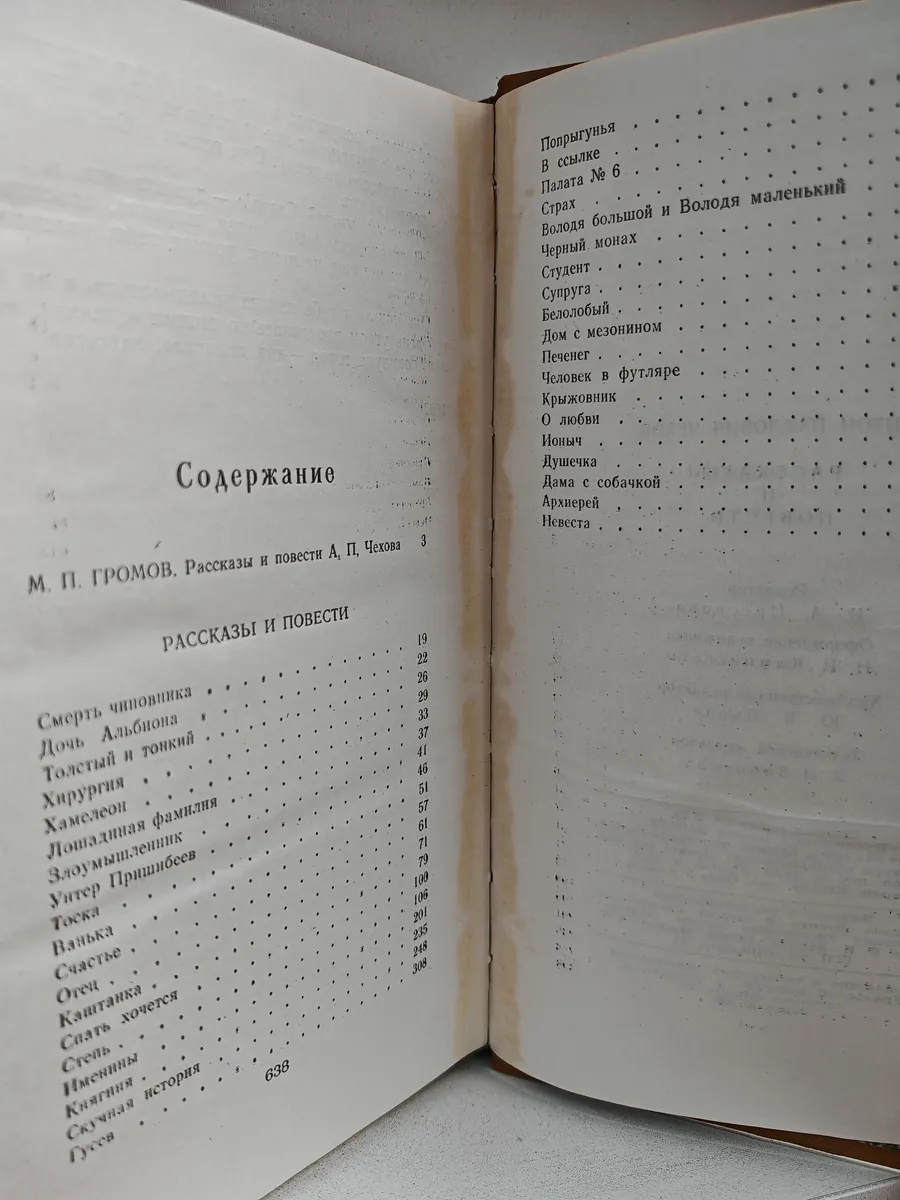 Содержание
М. П. ГРОМОВ. Рассказы и повести А. П. Чехова 3
РАССКАЗЫ И ПОВЕСТИ
Смерть чиновника . . . . . . . . 19
Дочь Альбиона . . . . . . . . 22
Толстый и тонкий . . . . . . . . 26
Хирургия . . . . . . . . 29
Хамелеон . . . . . . . . 33
Лошадиная фамилия . . . . . . . . 37
Злоумышленник . . . . . . . . 41
Унтер Пришибеев . . . . . . . . 46
Тоска . . . . . . . . 51
Ванька . . . . . . . . 57
Счастье . . . . . . . . 61
Отец . . . . . . . . 71
Каштанка . . . . . . . . 79
Спать хочется . . . . . . . . 100
Степь . . . . . . . . 106
Именины . . . . . . . . 201
Княгиня . . . . . . . . 235
Скучная история . . . . . . . . 248
Гусев . . . . . . . . 308
638
Попрыгунья . . . . . . . .
В ссылке . . . . . . . .
Палата № 6 . . . . . . . .
Страх . . . . . . . .
Володя большой и Володя маленький . .
Черный монах . . . . . . . .
Студент . . . . . . . .
Супруга . . . . . . . .
Белолобый . . . . . . . .
Дом с мезонином . . . . . . . .
Печенег . . . . . . . .
Человек в футляре . . . . . . . .
Крыжовник . . . . . . . .
О любви . . . . . . . .
Ионыч . . . . . . . .
Душечка . . . . . . . .
Дама с собачкой . . . . . . . .
Архиерей . . . . . . . .
Невеста . . . . . . . .